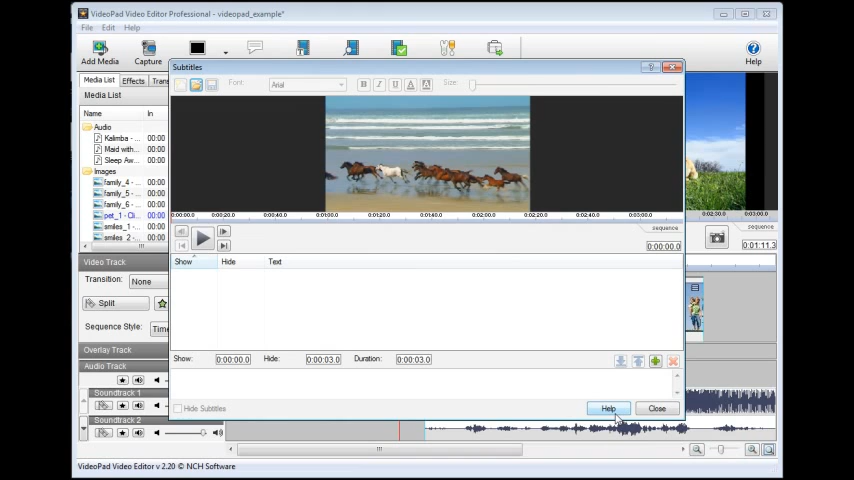 VideoPad Video Editor Professional - videopad_example*
File Edit Help
Add Media Capture Help
Media List Effects Tran
Media List
Name In
Audio
Kalimba - ... 00:00
Maid with... 00:00
Sleep Aw... 00:00
Images
family_4 - ... 00:00
family_5 - ... 00:00
family_6 - ... 00:00
pet_1 - Cli... 00:00
smiles_1 - ... 00:00
smiles_2 - ... 00:00
Subtitles
Font: Arial B I U A A Size:
0:00:00.0 0:00:20.0 0:00:40.0 0:01:00.0 0:01:20.0 0:01:40.0 0:02:00.0 0:02:20.0 0:02:40.0 0:03:00.0
sequence
0:00:00.0
Show Hide Text
Show: 0:00:00.0 Hide: 0:00:03.0 Duration: 0:00:03.0
Hide Subtitles
Help Close
0:02:30.0 0:03:00.0
sequence
0:01:11.3
Video Track
Transition: None
Split
Sequence Style: Time
Overlay Track
Audio Track
Soundtrack 1
Soundtrack 2
VideoPad Video Editor v 2.20 © NCH Software